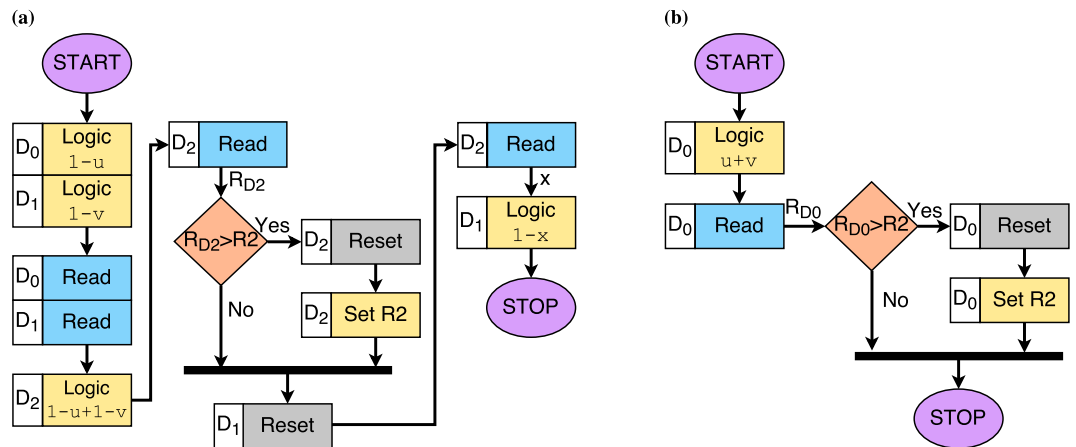 (a)
START
D0 Logic
1-u
D1 Logic
1-v
D0 Read
D1 Read
D2 Logic
1-u+1-v
D2 Read
RD2
RD2>R2
Yes
No
D2 Reset
D2 Set R2
D1 Reset
D2 Read
x
D1 Logic
1-x
STOP
(b)
START
D0 Logic
u+v
D0 Read
RD0
RD0>R2
Yes
No
D0 Reset
D0 Set R2
STOP